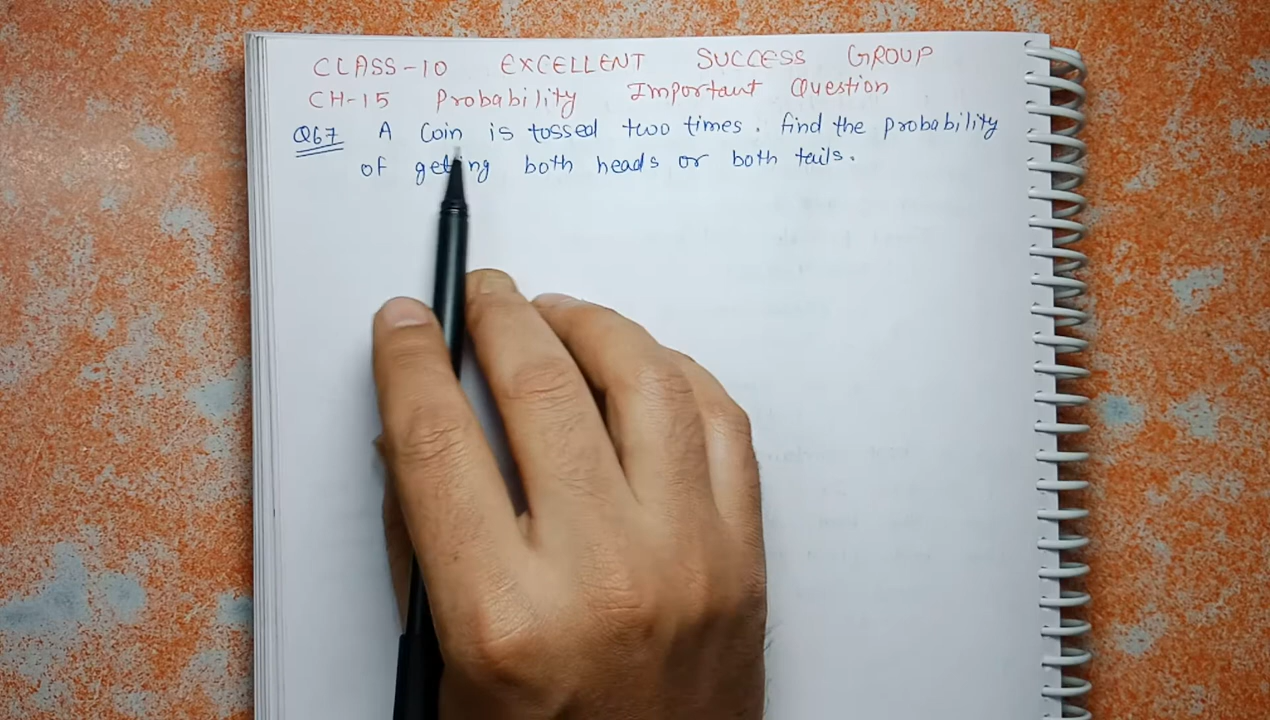 CLASS-10 EXCELLENT SUCCESS GROUP
CH-15 Probability Important Question
Q67 A Coin is tossed two times. find the probability
of getting both heads or both tails.